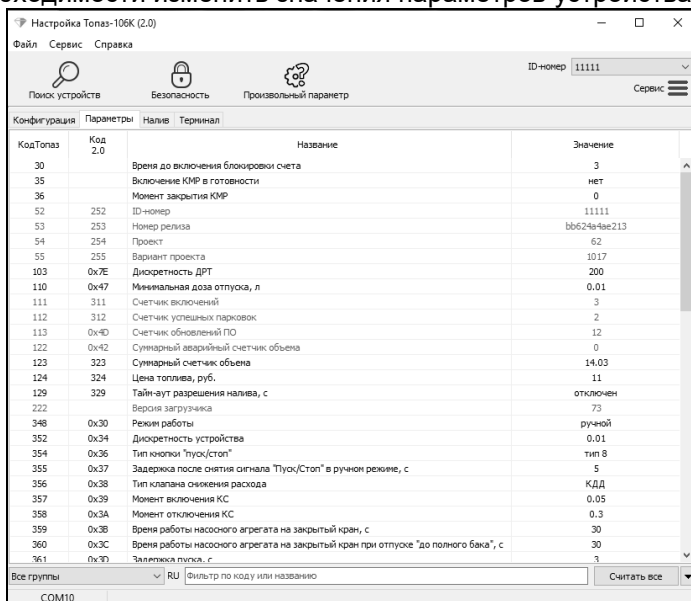 необходимости изменить значения параметров устройства
Настройка Топаз-106К (2.0)
Файл Сервис Справка
Поиск устройств Безопасность Произвольный параметр ID-номер 11111 Сервис
Конфигурация Параметры Налив Терминал
КодТопаз Код 2.0 Название Значение
30 Время до включения блокировки счета 3
35 Включение КМР в готовности нет
36 Момент закрытия КМР 0
52 252 ID-номер 11111
53 253 Номер релиза bb624a4ae213
54 254 Проект 62
55 255 Вариант проекта 1017
103 0x7E Дискретность ДРТ 200
110 0x47 Минимальная доза отпуска, л 0.01
111 311 Счетчик включений 3
112 312 Счетчик успешных парковок 2
113 0x4D Счетчик обновлений ПО 12
122 0x42 Суммарный аварийный счетчик объема 0
123 323 Суммарный счетчик объема 14.03
124 324 Цена топлива, руб. 11
129 329 Тайм-аут разрешения налива, с отключен
222 Версия загрузчика 73
348 0x30 Режим работы ручной
352 0x34 Дискретность устройства 0.01
354 0x36 Тип кнопки "пуск/стоп" тип 8
355 0x37 Задержка после снятия сигнала "Пуск/Стоп" в ручном режиме, с 5
356 0x38 Тип клапана снижения расхода КДД
357 0x39 Момент включения КС 0.05
358 0x3A Момент отключения КС 0.3
359 0x3B Время работы насосного агрегата на закрытый кран, с 30
360 0x3C Время работы насосного агрегата на закрытый кран при отпуске "до полного бака", с 30
361 0x3D Задержка пуска, с 3
Все группы RU Фильтр по коду или названию Считать все
COM10